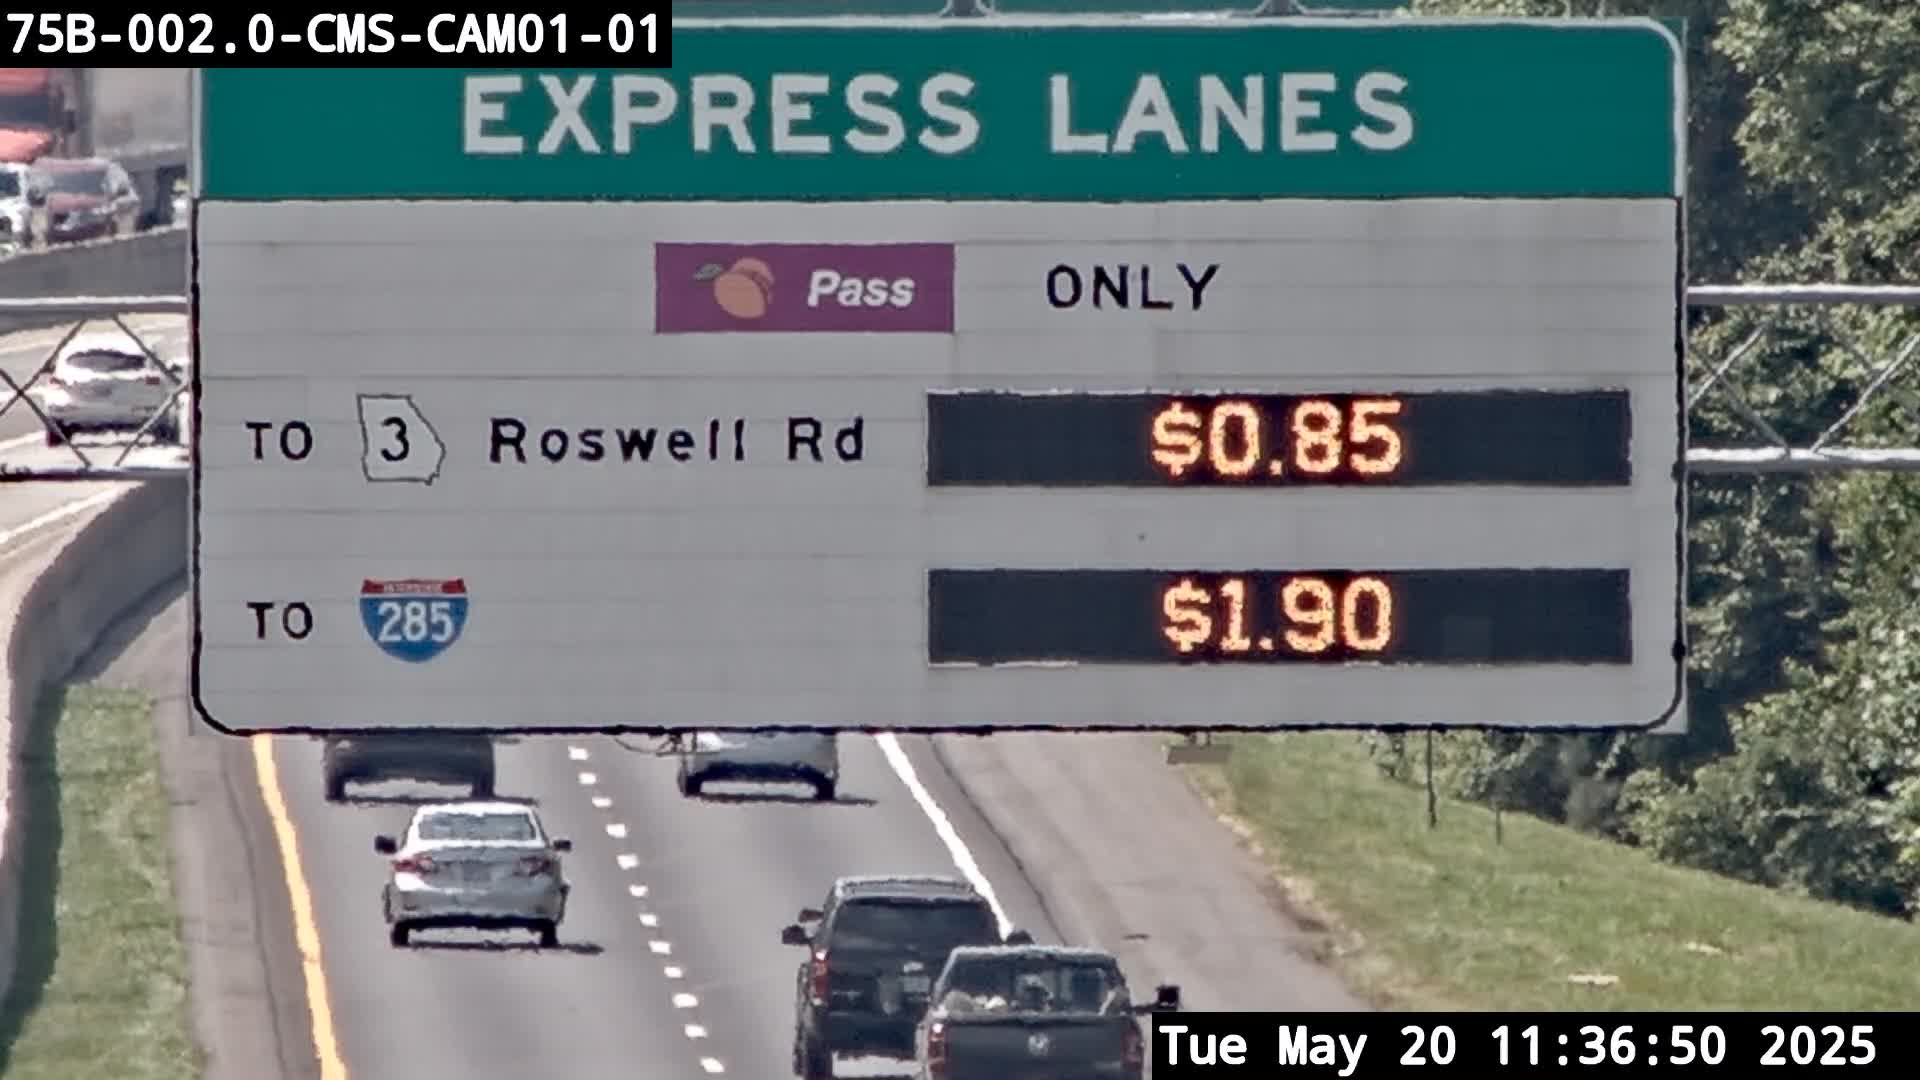 75B-002.0-CMS-CAM01-01
EXPRESS LANES
Pass ONLY
TO 3 Roswell Rd $0.85
TO 285 $1.90
Tue May 20 11:36:50 2025